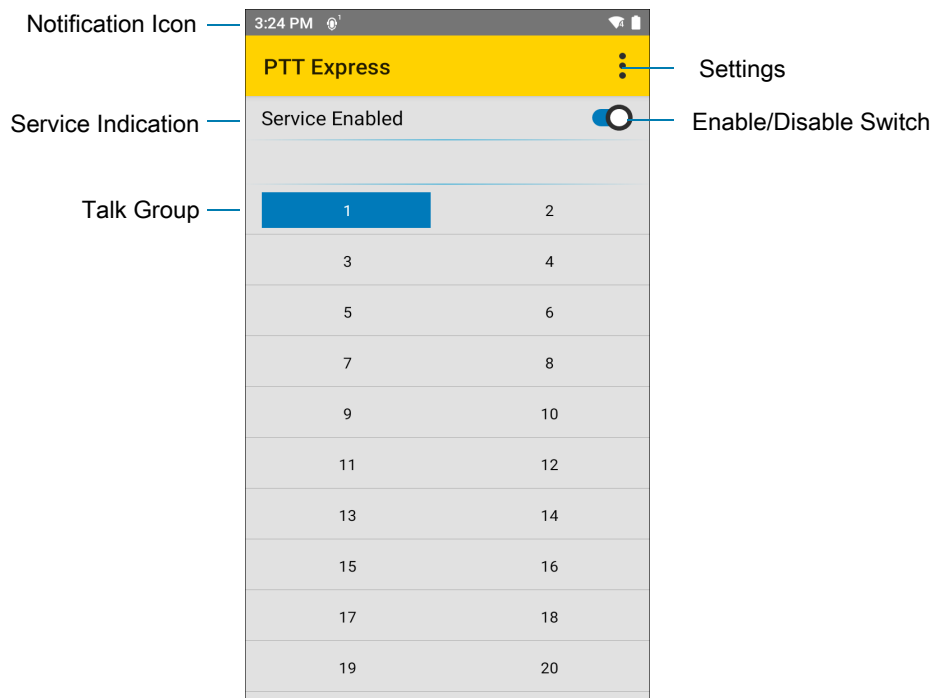 Notification Icon
3:24 PM 1
PTT Express
Settings
Service Indication
Service Enabled
Enable/Disable Switch
Talk Group
1 2
3 4
5 6
7 8
9 10
11 12
13 14
15 16
17 18
19 20